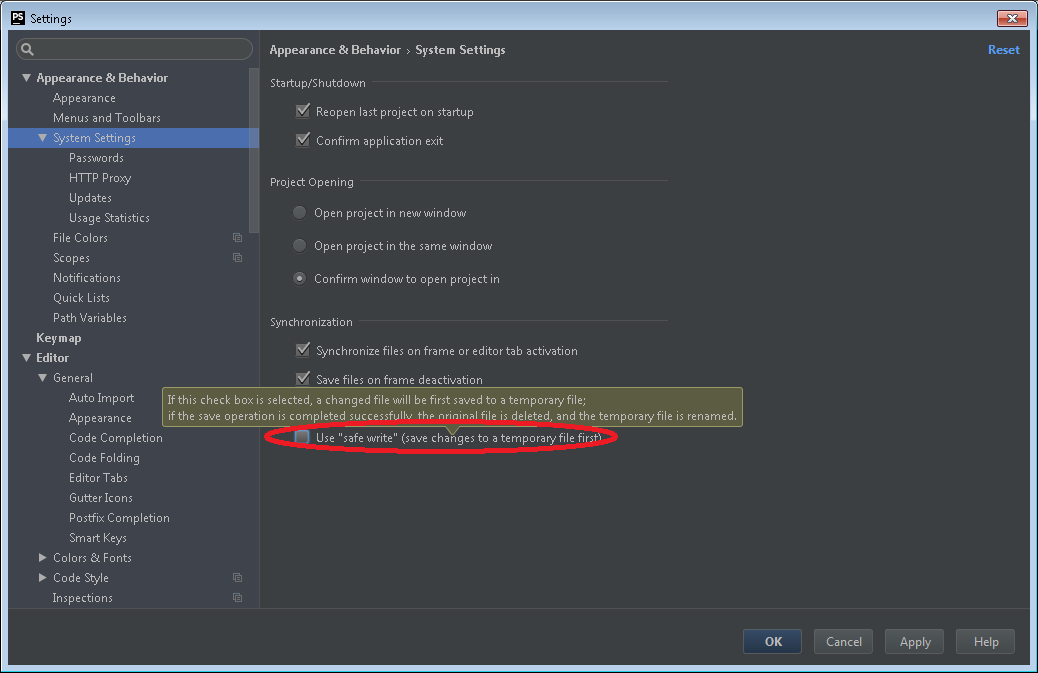 PS Settings
Appearance & Behavior
Appearance
Menus and Toolbars
System Settings
Passwords
HTTP Proxy
Updates
Usage Statistics
File Colors
Scopes
Notifications
Quick Lists
Path Variables
Keymap
Editor
General
Auto Import
Appearance
Code Completion
Code Folding
Editor Tabs
Gutter Icons
Postfix Completion
Smart Keys
Colors & Fonts
Code Style
Inspections
Appearance & Behavior › System Settings
Reset
Startup/Shutdown
Reopen last project on startup
Confirm application exit
Project Opening
Open project in new window
Open project in the same window
Confirm window to open project in
Synchronization
Synchronize files on frame or editor tab activation
Save files on frame deactivation
If this check box is selected, a changed file will be first saved to a temporary file;
if the save operation is completed successfully, the original file is deleted, and the temporary file is renamed.
Use "safe write" (save changes to a temporary file first)
OK
Cancel
Apply
Help